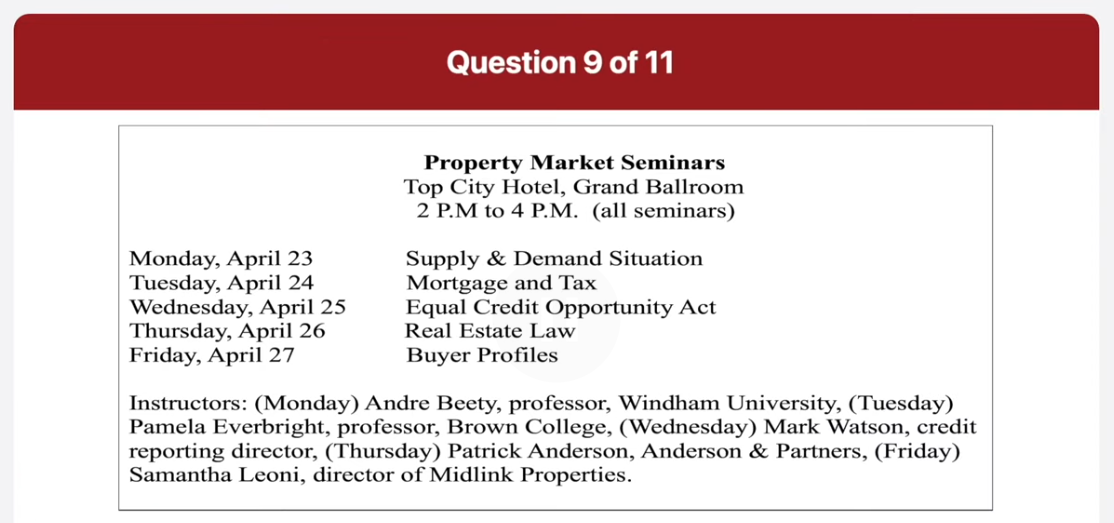 Question 9 of 11
Property Market Seminars
Top City Hotel, Grand Ballroom
2 P.M to 4 P.M. (all seminars)
Monday, April 23 Supply & Demand Situation
Tuesday, April 24 Mortgage and Tax
Wednesday, April 25 Equal Credit Opportunity Act
Thursday, April 26 Real Estate Law
Friday, April 27 Buyer Profiles
Instructors: (Monday) Andre Beety, professor, Windham University, (Tuesday)
Pamela Everbright, professor, Brown College, (Wednesday) Mark Watson, credit
reporting director, (Thursday) Patrick Anderson, Anderson & Partners, (Friday)
Samantha Leoni, director of Midlink Properties.